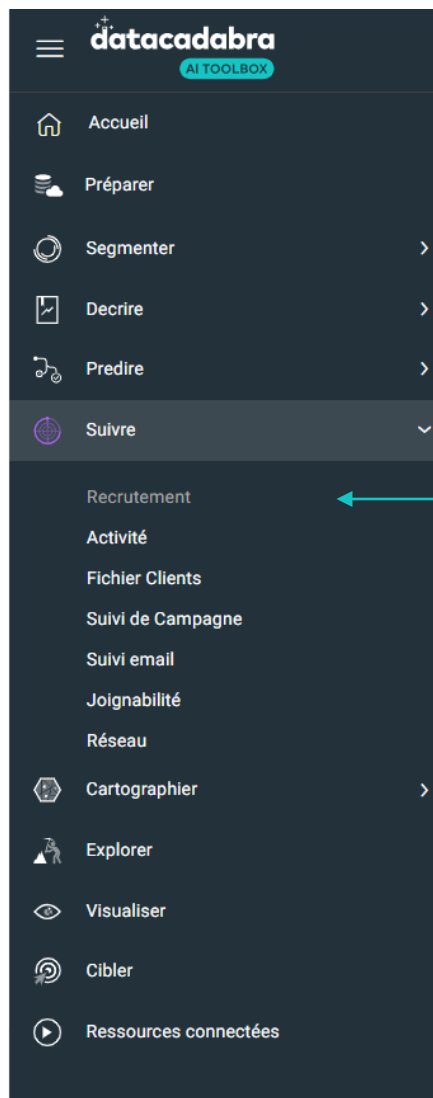 datacadabra
AI TOOLBOX
Accueil
Préparer
Segmenter
Decrire
Predire
Suivre
Recrutement
Activité
Fichier Clients
Suivi de Campagne
Suivi email
Joignabilité
Réseau
Cartographier
Explorer
Visualiser
Cibler
Ressources connectées